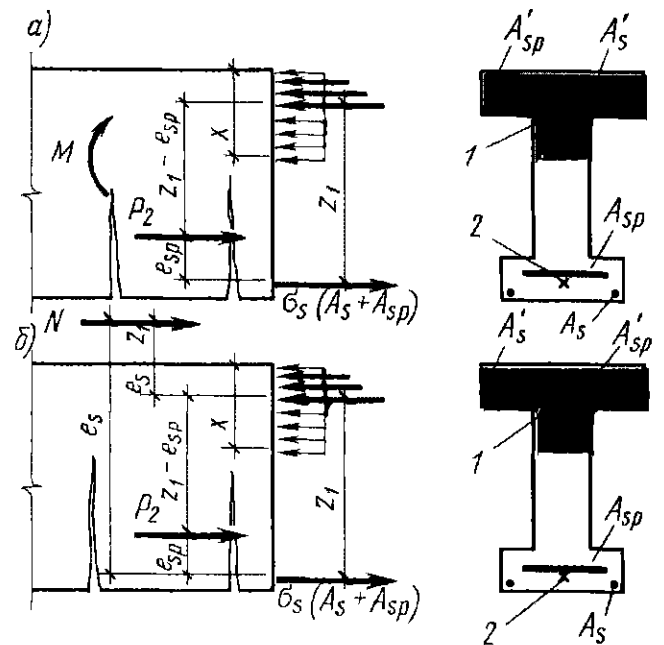 а)
A'sp
A's
M
P2
esp
z1 − esp
x
z1
σs (As + Asp)
1
2
Asp
As
б)
N
z1
es
es
z1 − esp
esp
P2
x
z1
σs (As + Asp)
A's
A'sp
1
Asp
2
As